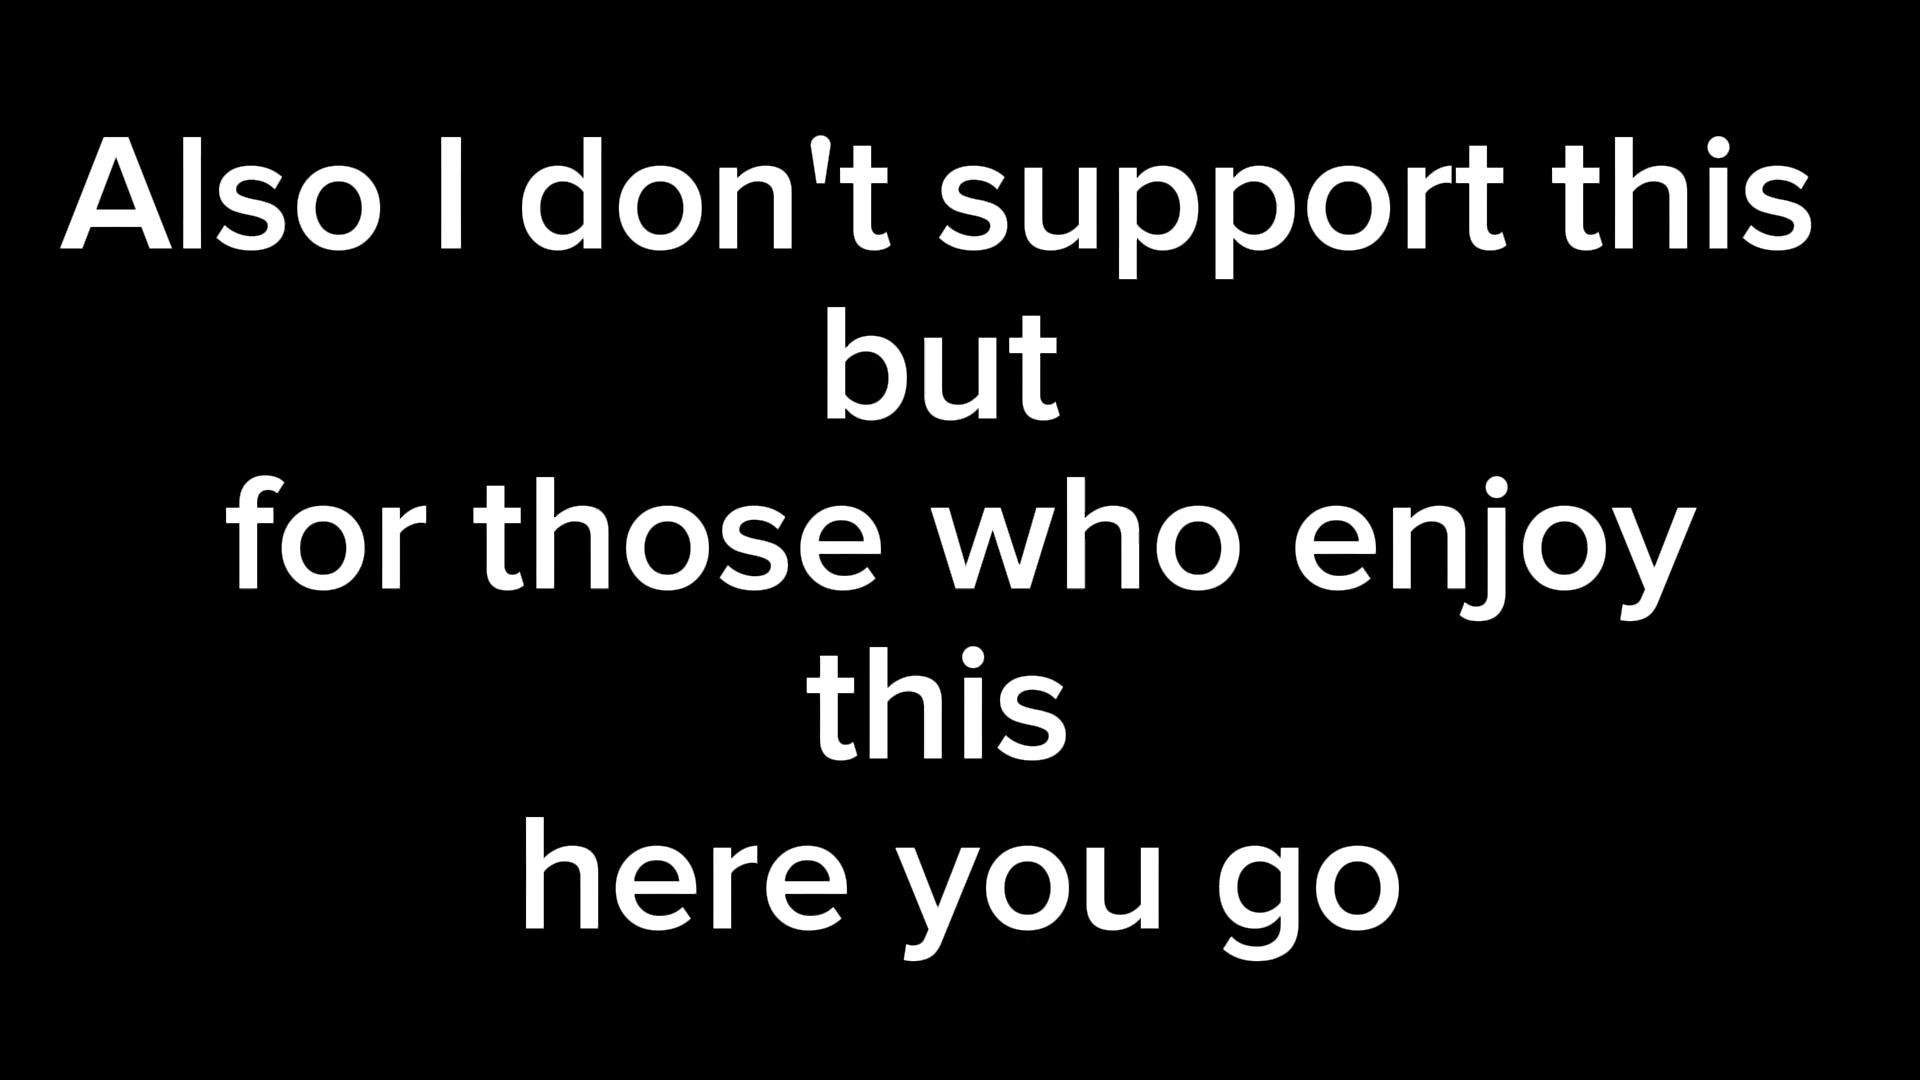 Also I don't support this
but
for those who enjoy
this
here you go